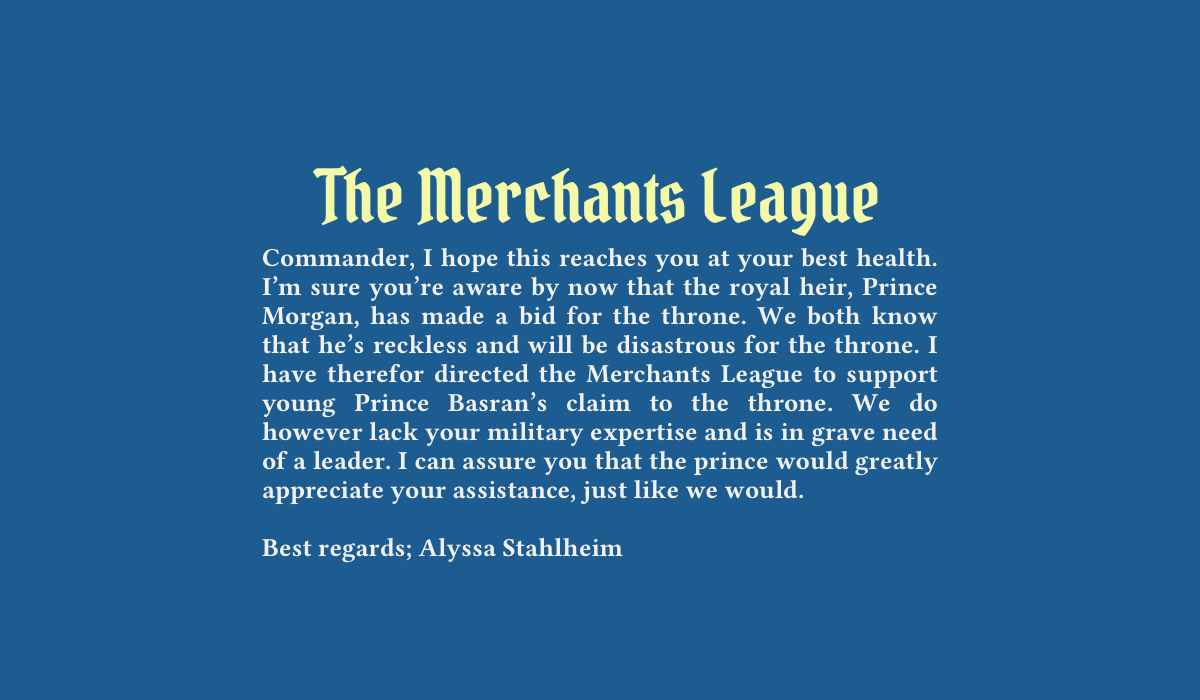 The Merchants League
Commander, I hope this reaches you at your best health.
I’m sure you’re aware by now that the royal heir, Prince
Morgan, has made a bid for the throne. We both know
that he’s reckless and will be disastrous for the throne. I
have therefor directed the Merchants League to support
young Prince Basran’s claim to the throne. We do
however lack your military expertise and is in grave need
of a leader. I can assure you that the prince would greatly
appreciate your assistance, just like we would.
Best regards; Alyssa Stahlheim